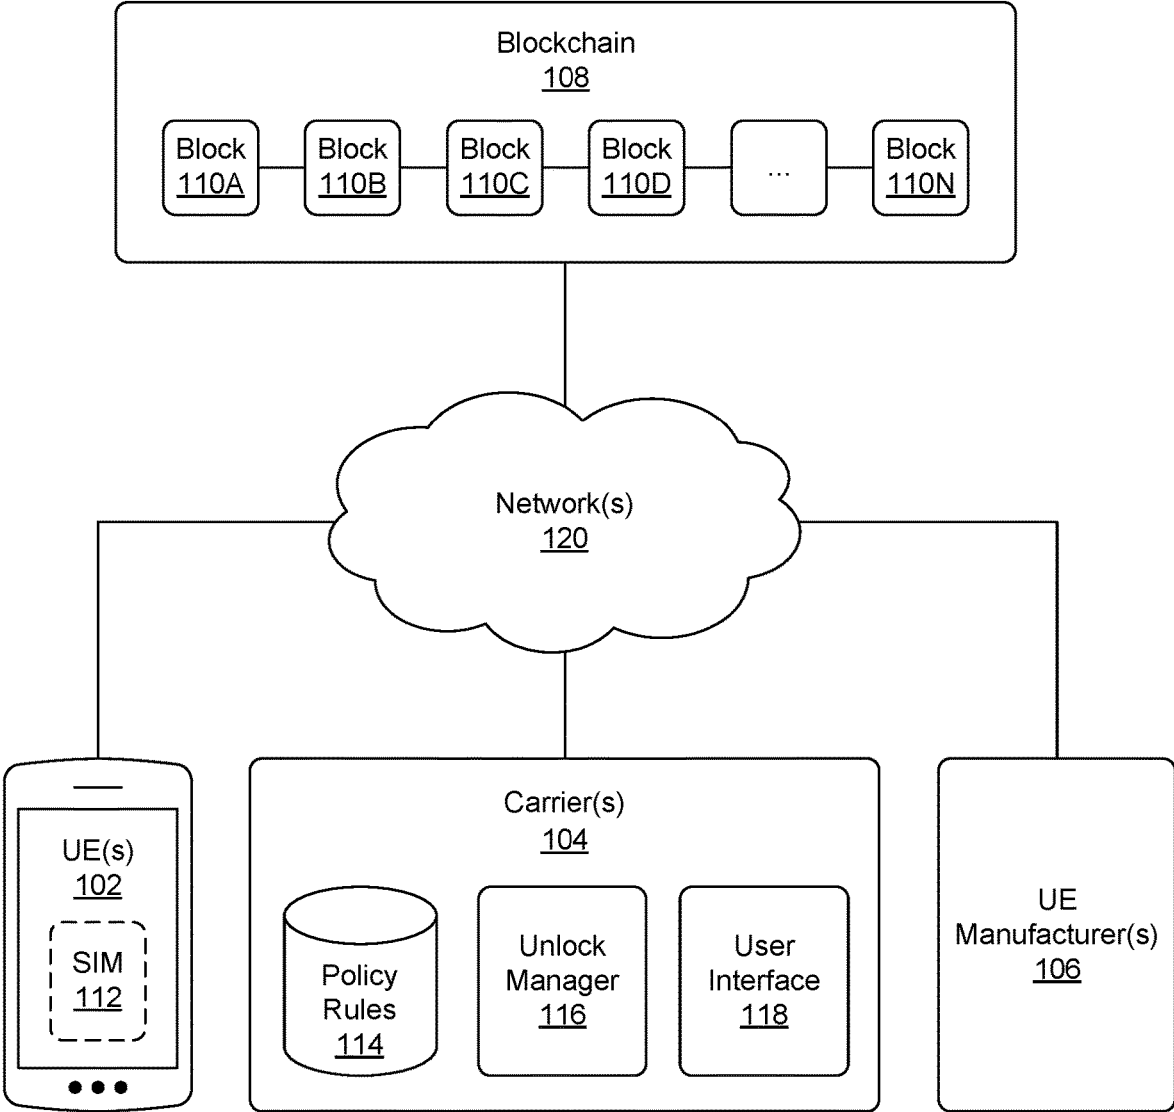 Blockchain
108
Block
110A
Block
110B
Block
110C
Block
110D
...
Block
110N
Network(s)
120
UE(s)
102
SIM
112
Carrier(s)
104
Policy
Rules
114
Unlock
Manager
116
User
Interface
118
UE
Manufacturer(s)
106